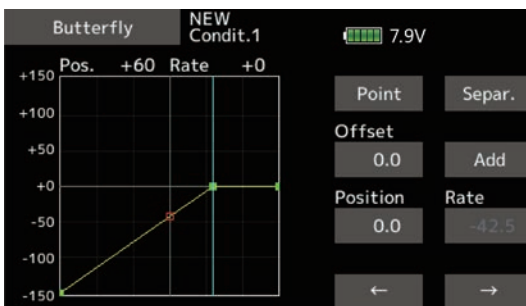 Butterfly
NEW
Condit.1
7.9V
Pos. +60 Rate +0
+150
+100
+50
+0
-50
-100
-150
Point Separ.
Offset
0.0 Add
Position Rate
0.0 -42.5
← →